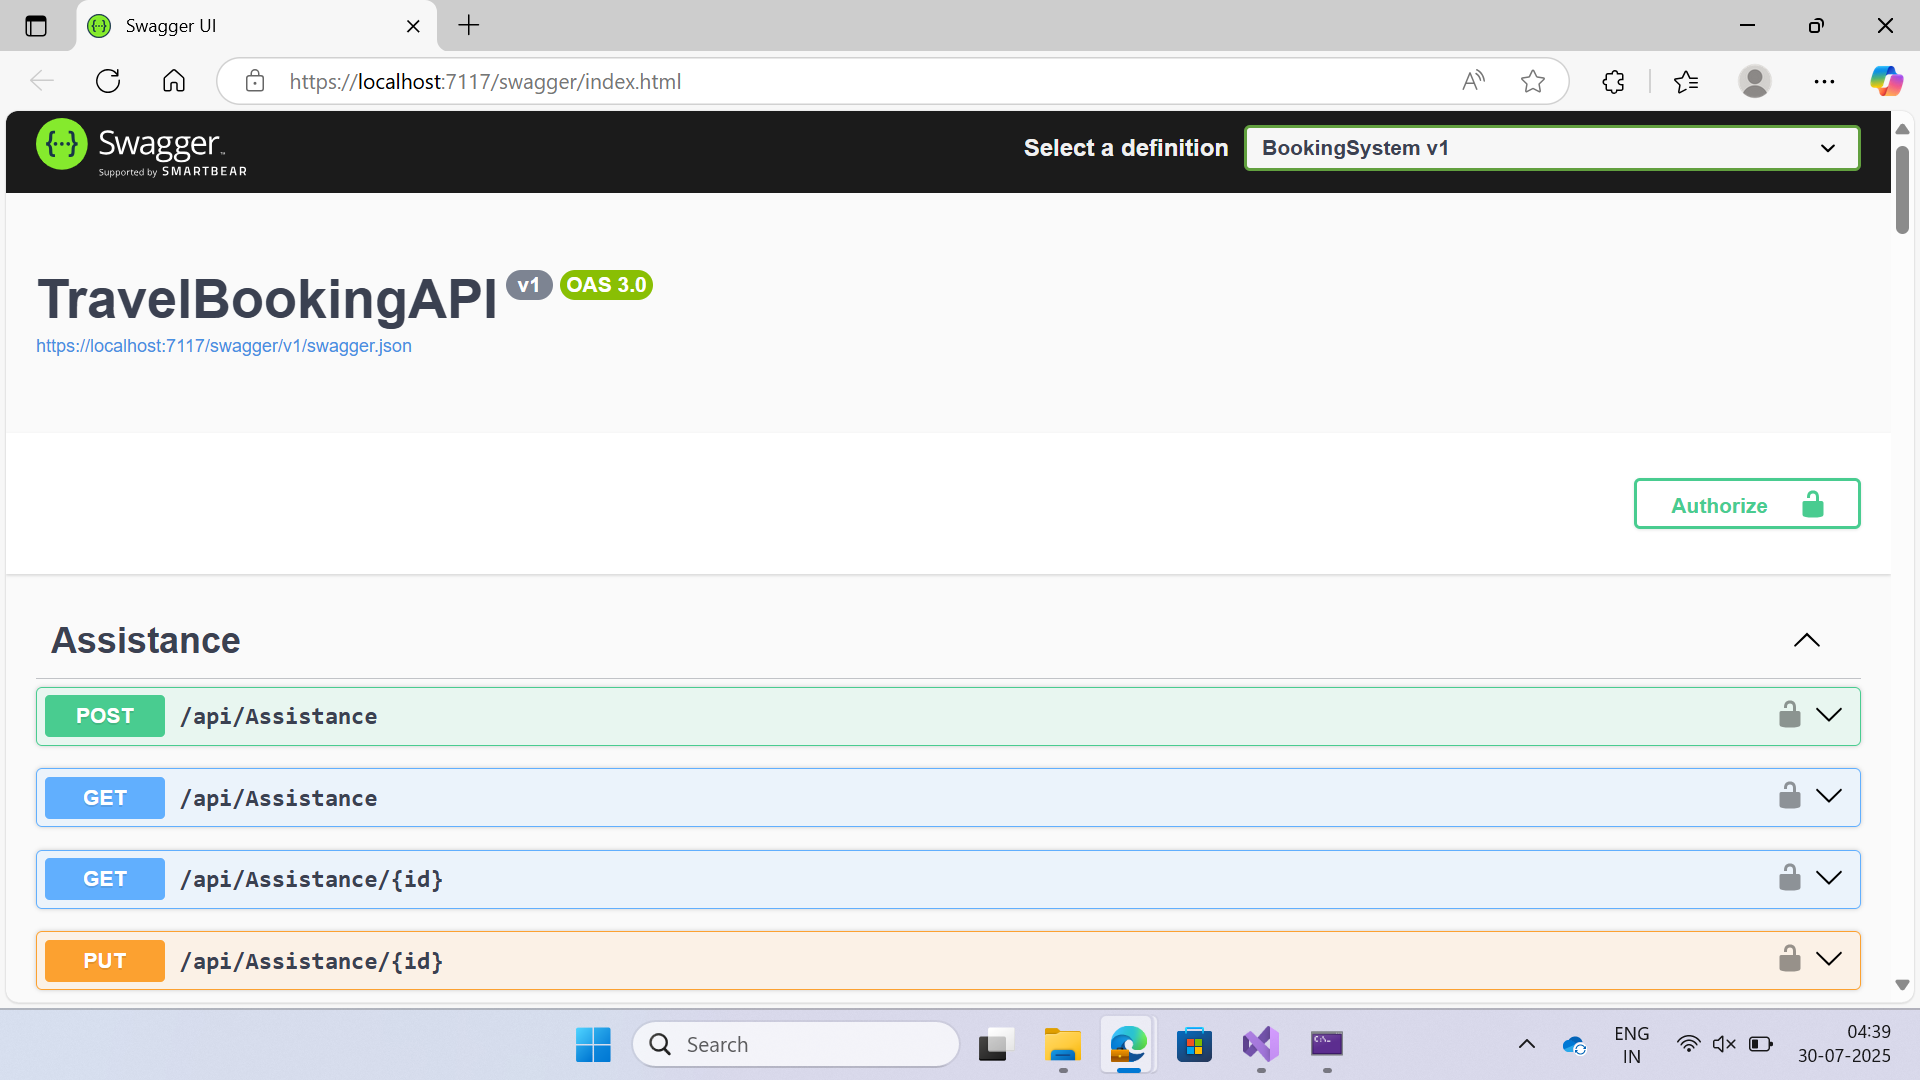 Swagger UI
https://localhost:7117/swagger/index.html
Swagger™
Supported by SMARTBEAR
Select a definition
BookingSystem v1
TravelBookingAPI v1 OAS 3.0
https://localhost:7117/swagger/v1/swagger.json
Authorize
Assistance
POST /api/Assistance
GET /api/Assistance
GET /api/Assistance/{id}
PUT /api/Assistance/{id}
Search
ENG
IN
04:39
30-07-2025